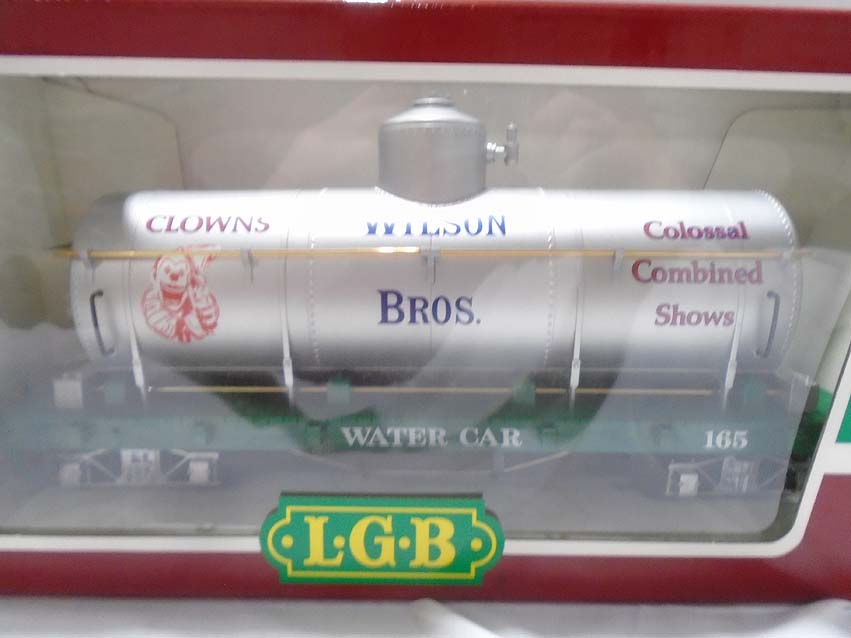 CLOWNS
WILSON
BROS.
Colossal
Combined
Shows
WATER CAR
165
L·G·B